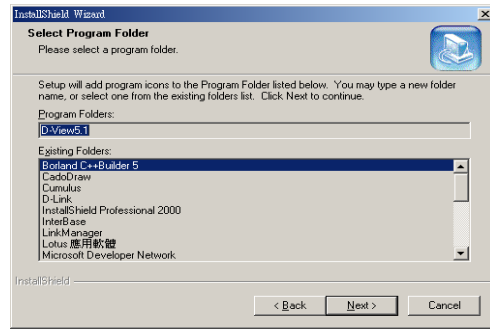 InstallShield Wizard
Select Program Folder
Please select a program folder.
Setup will add program icons to the Program Folder listed below. You may type a new folder
name, or select one from the existing folders list. Click Next to continue.
Program Folders:
D-View5.1
Existing Folders:
Borland C++Builder 5
CadoDraw
Cumulus
D-Link
InstallShield Professional 2000
InterBase
LinkManager
Lotus 應用軟體
Microsoft Developer Network
InstallShield
< Back Next > Cancel